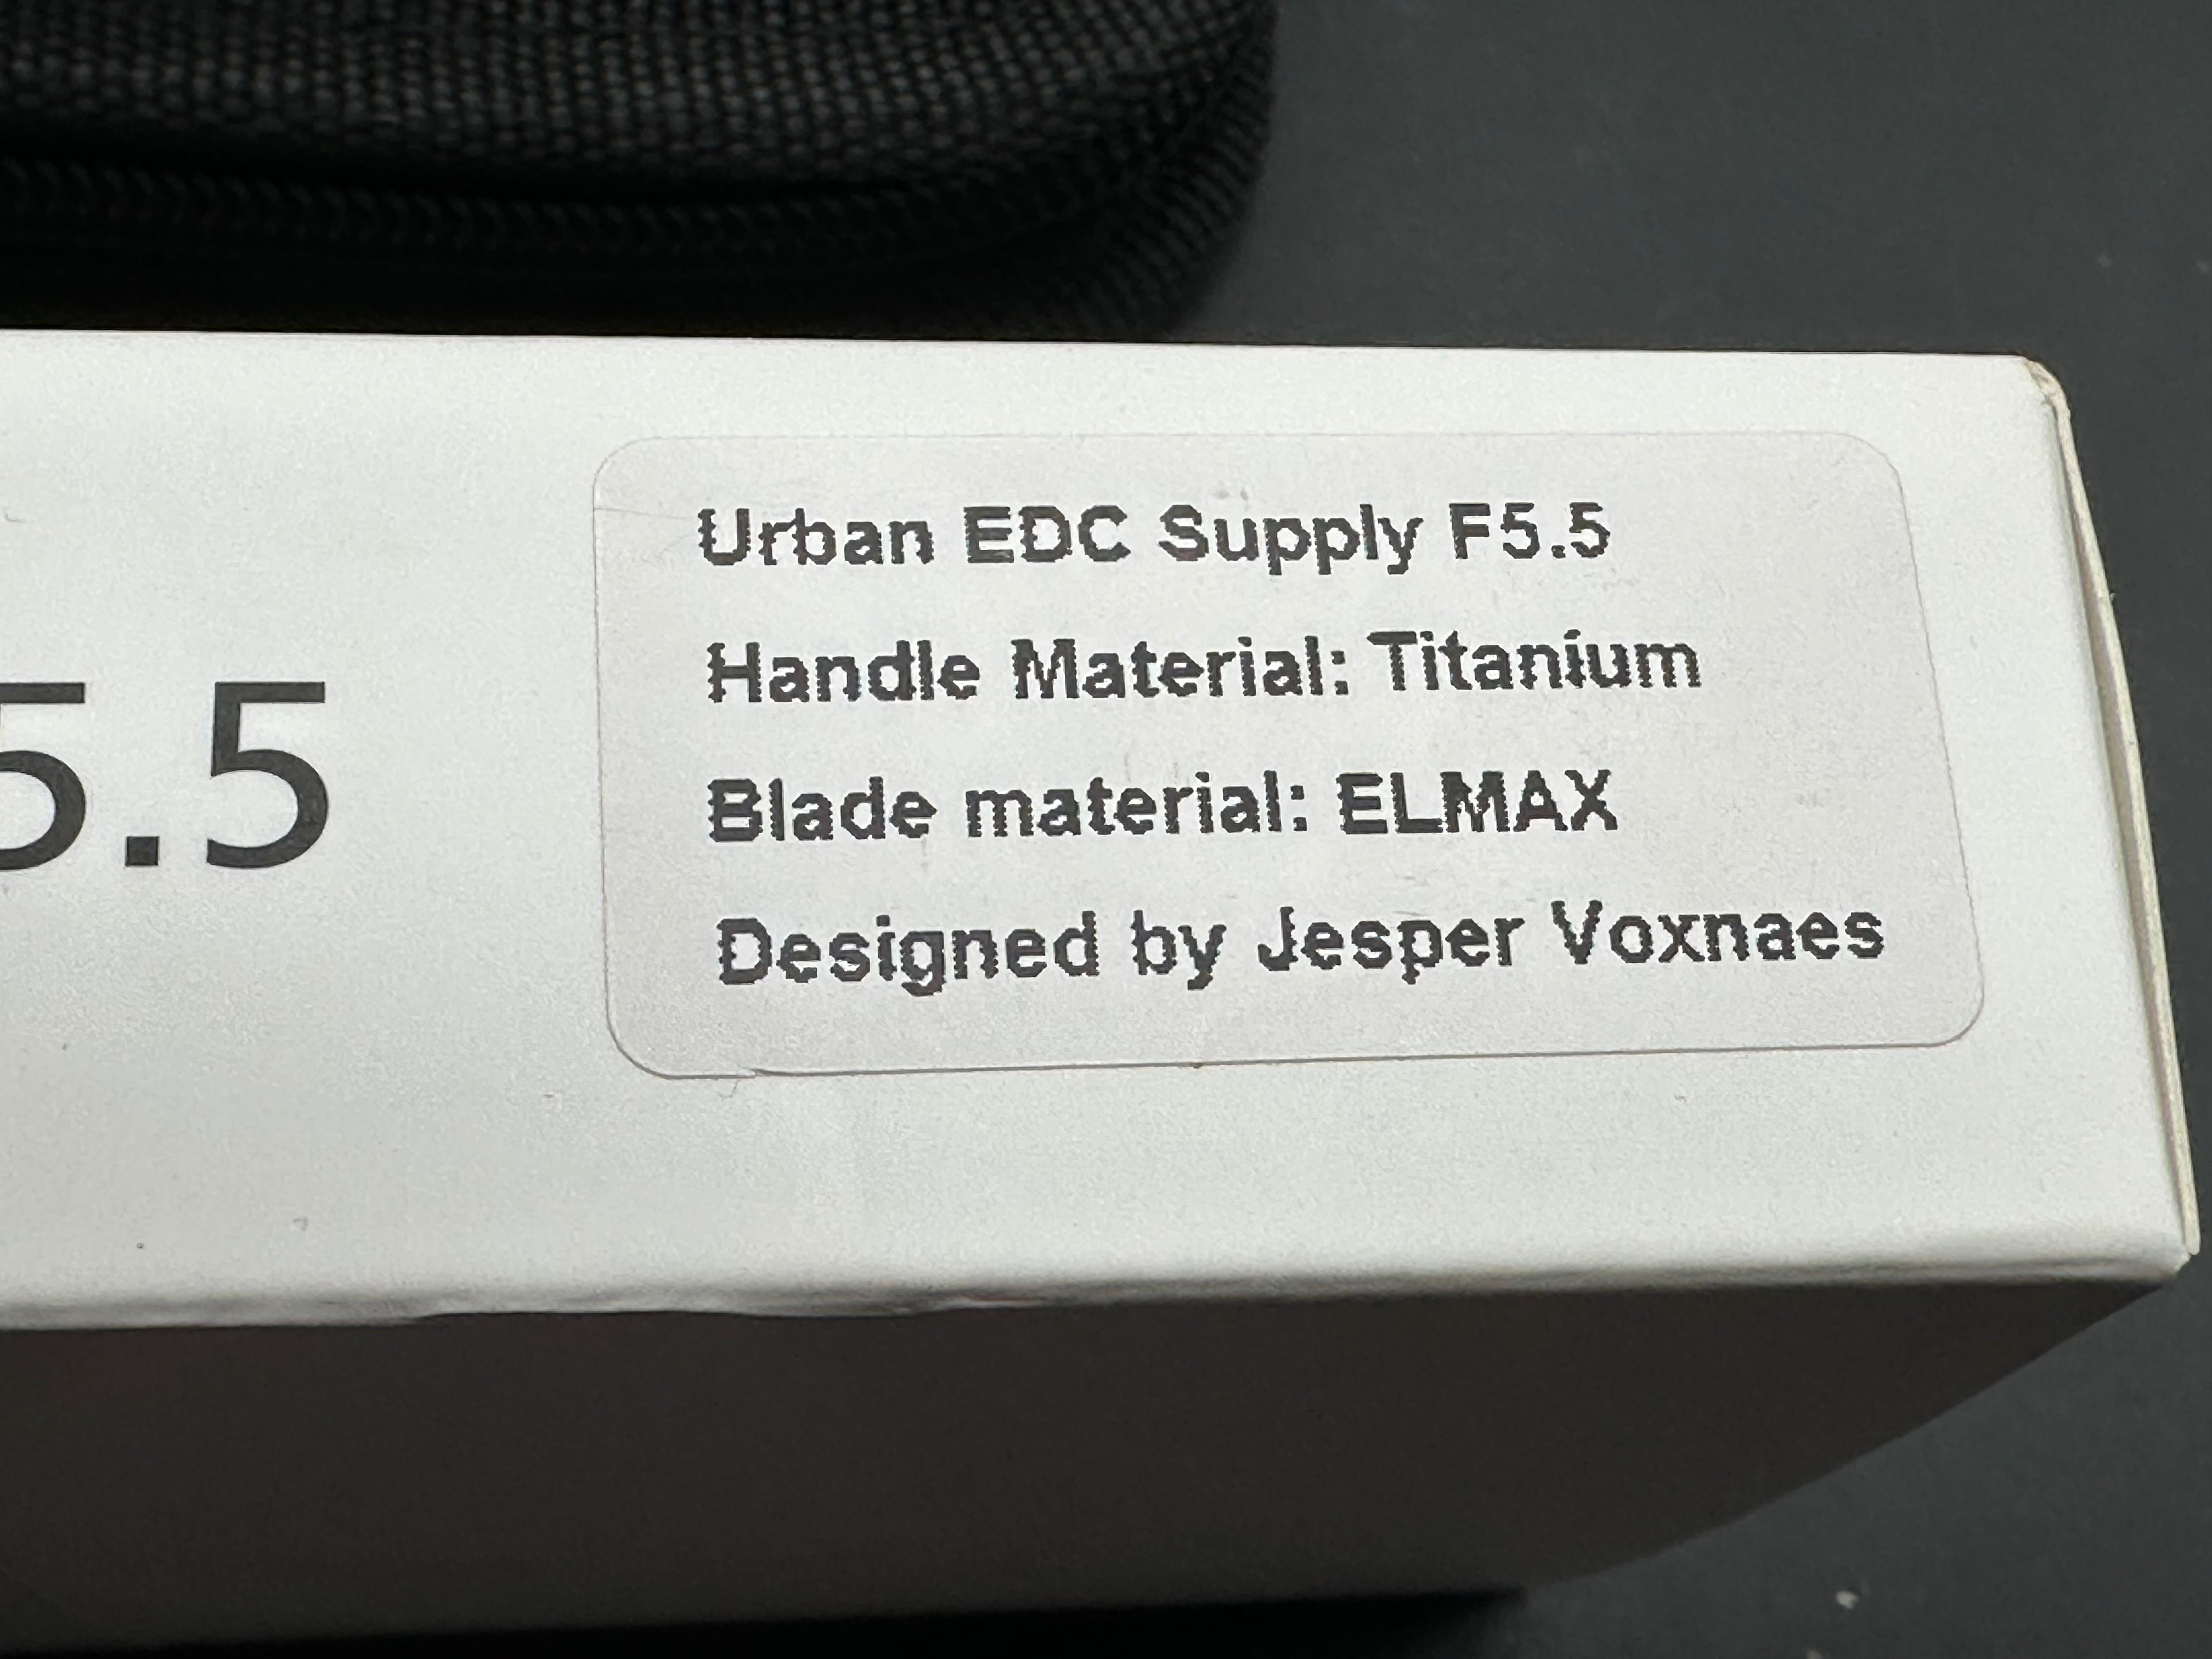 5.5
Urban EDC Supply F5.5
Handle Material: Titanium
Blade material: ELMAX
Designed by Jesper Voxnaes